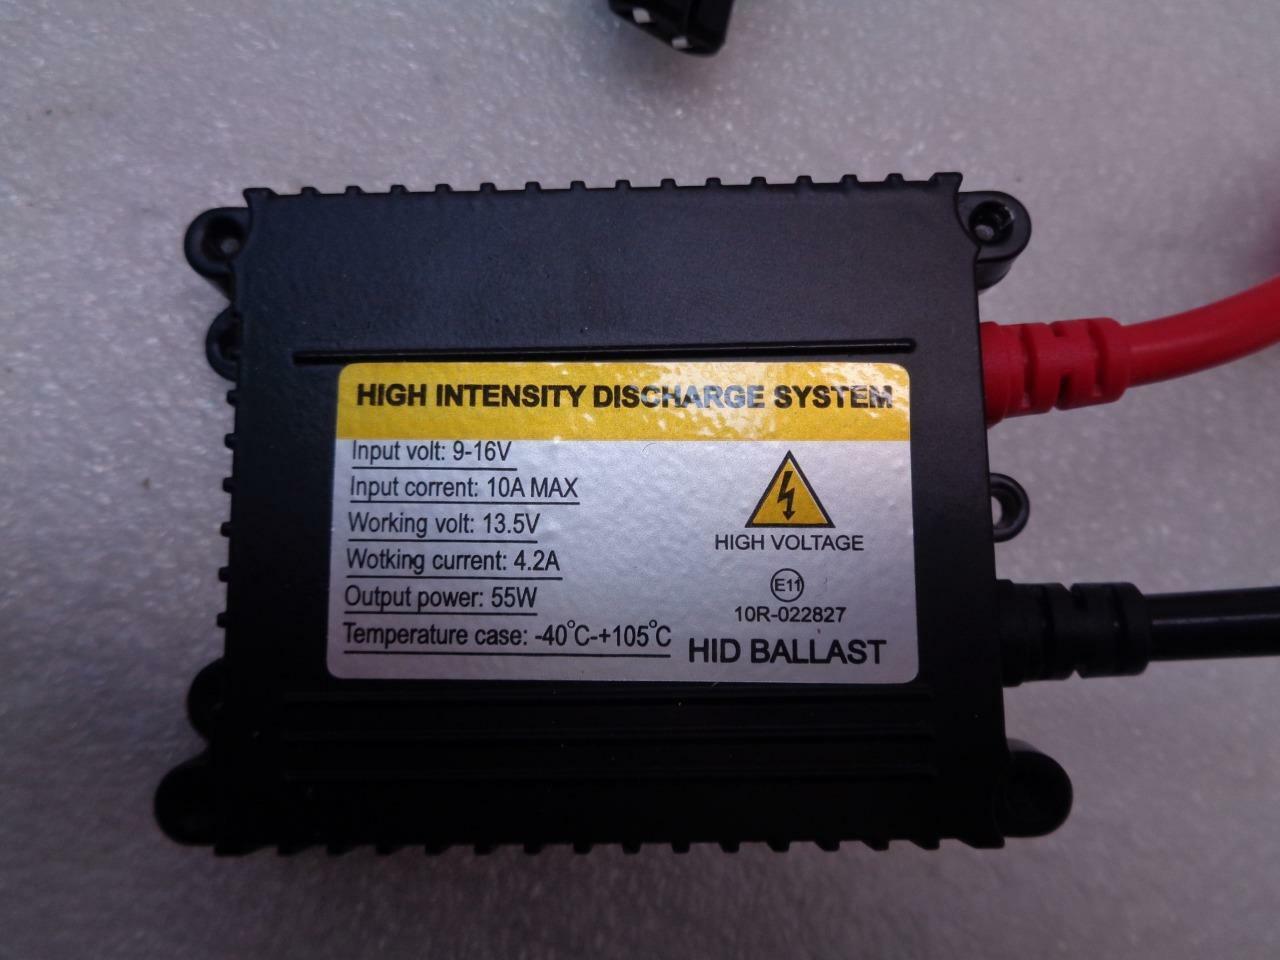 HIGH INTENSITY DISCHARGE SYSTEM
Input volt: 9-16V
Input corrent: 10A MAX
Working volt: 13.5V
Wotking current: 4.2A
Output power: 55W
Temperature case: -40°C-+105°C
HIGH VOLTAGE
E11
10R-022827
HID BALLAST